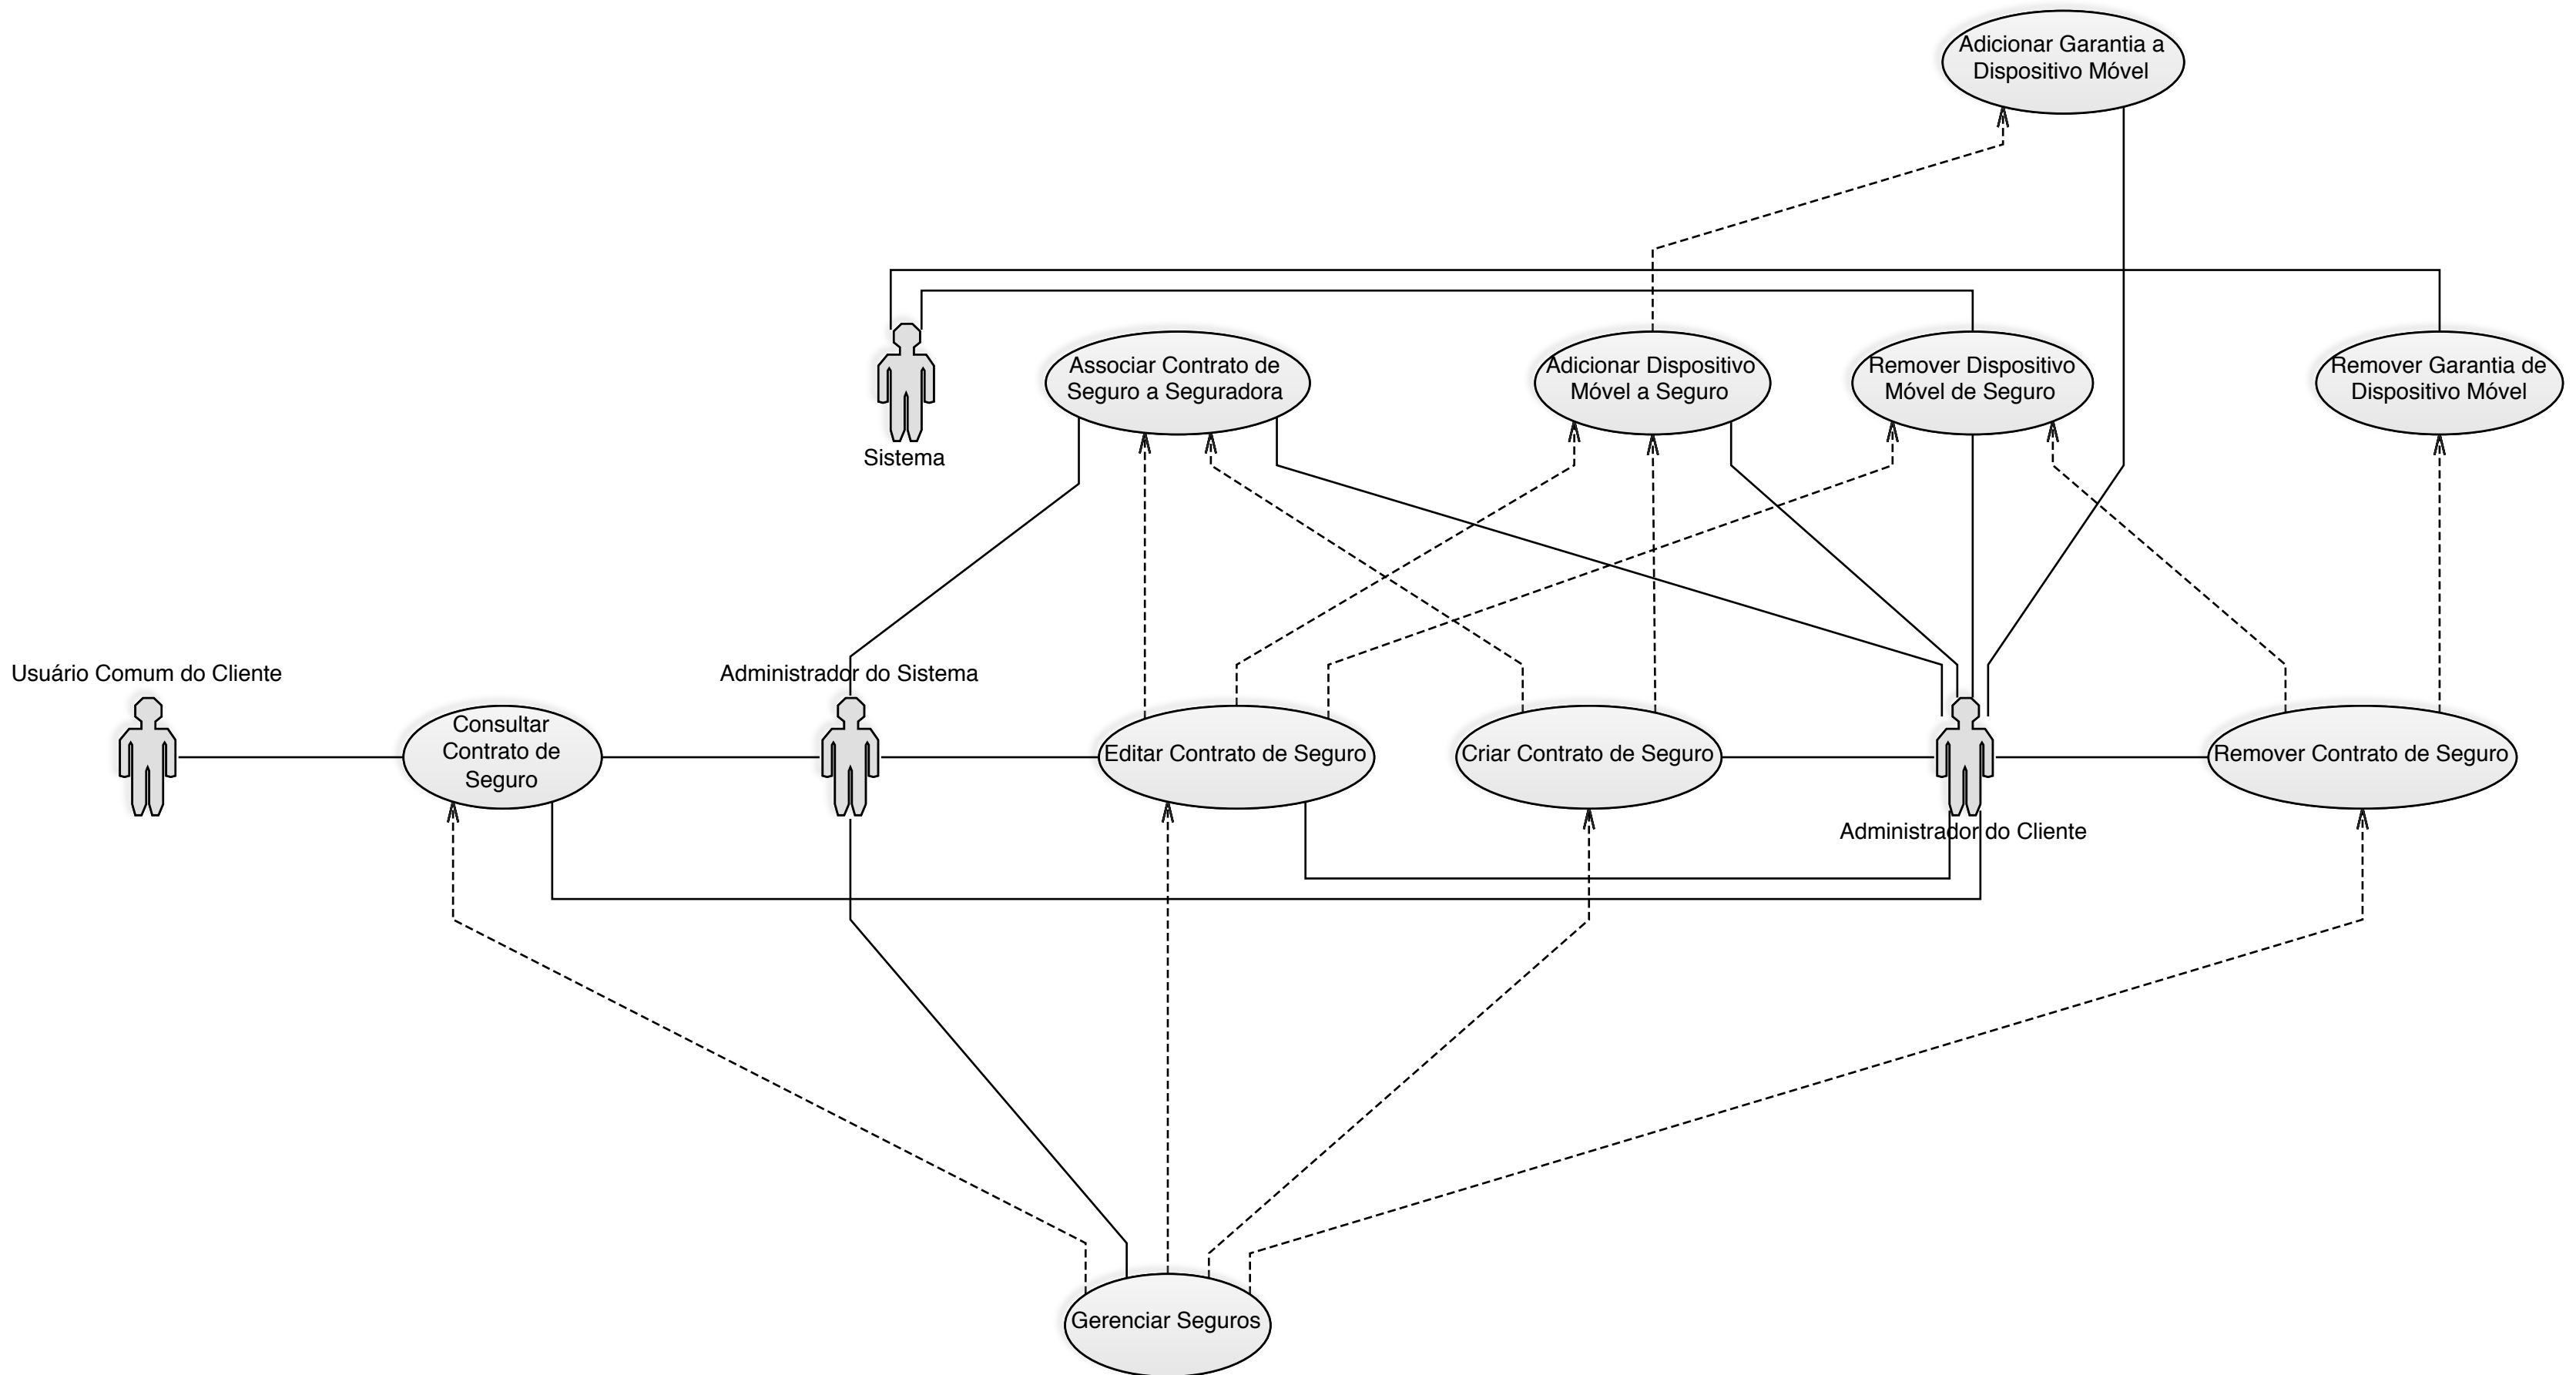 Adicionar Garantia a
Dispositivo Móvel
Associar Contrato de
Seguro a Seguradora
Adicionar Dispositivo
Móvel a Seguro
Remover Dispositivo
Móvel de Seguro
Remover Garantia de
Dispositivo Móvel
Sistema
Usuário Comum do Cliente
Administrador do Sistema
Consultar
Contrato de
Seguro
Editar Contrato de Seguro
Criar Contrato de Seguro
Remover Contrato de Seguro
Administrador do Cliente
Gerenciar Seguros